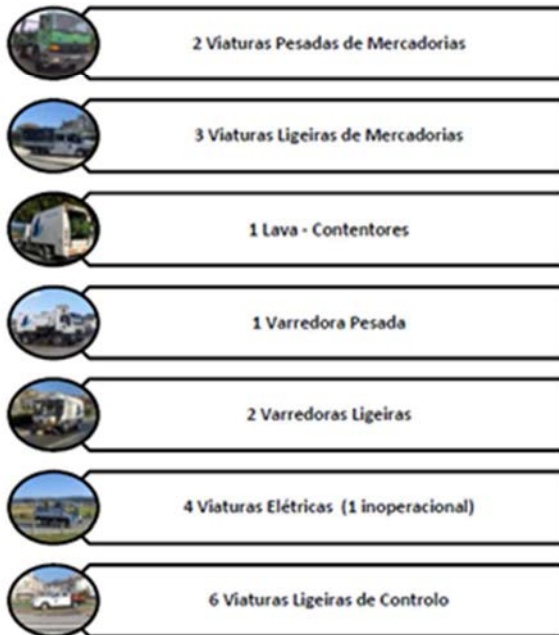 2 Viaturas Pesadas de Mercadorias
3 Viaturas Ligeiras de Mercadorias
1 Lava - Contentores
1 Varredora Pesada
2 Varredoras Ligeiras
4 Viaturas Elétricas (1 inoperacional)
6 Viaturas Ligeiras de Controlo